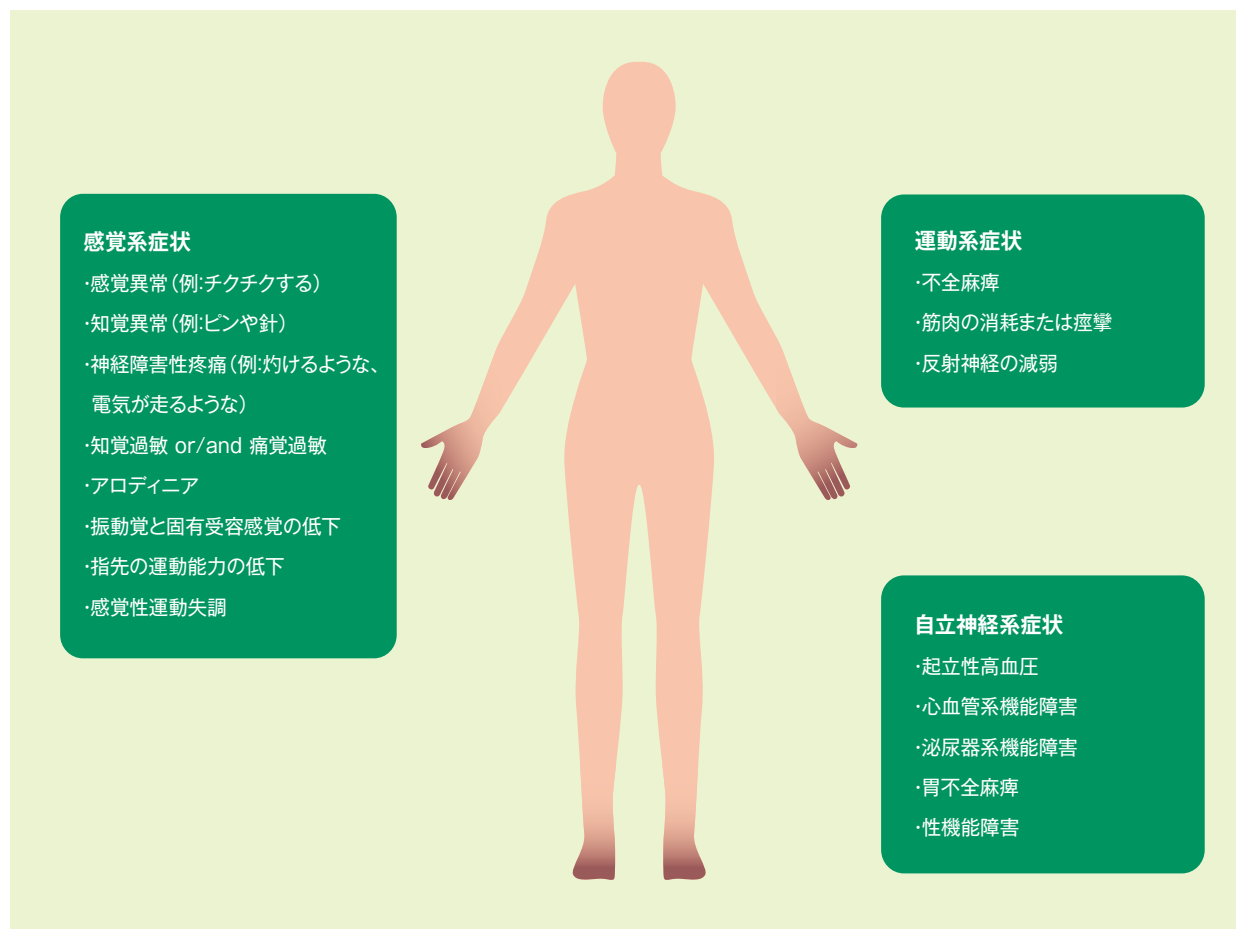 感覚系症状
·感覚異常(例:チクチクする)
·知覚異常(例:ピンや針)
·神経障害性疼痛(例:灼けるような、
電気が走るような)
·知覚過敏 or/and 痛覚過敏
·アロディニア
·振動覚と固有受容感覚の低下
·指先の運動能力の低下
·感覚性運動失調
運動系症状
·不全麻痺
·筋肉の消耗または痙攣
·反射神経の減弱
自立神経系症状
·起立性高血圧
·心血管系機能障害
·泌尿器系機能障害
·胃不全麻痺
·性機能障害